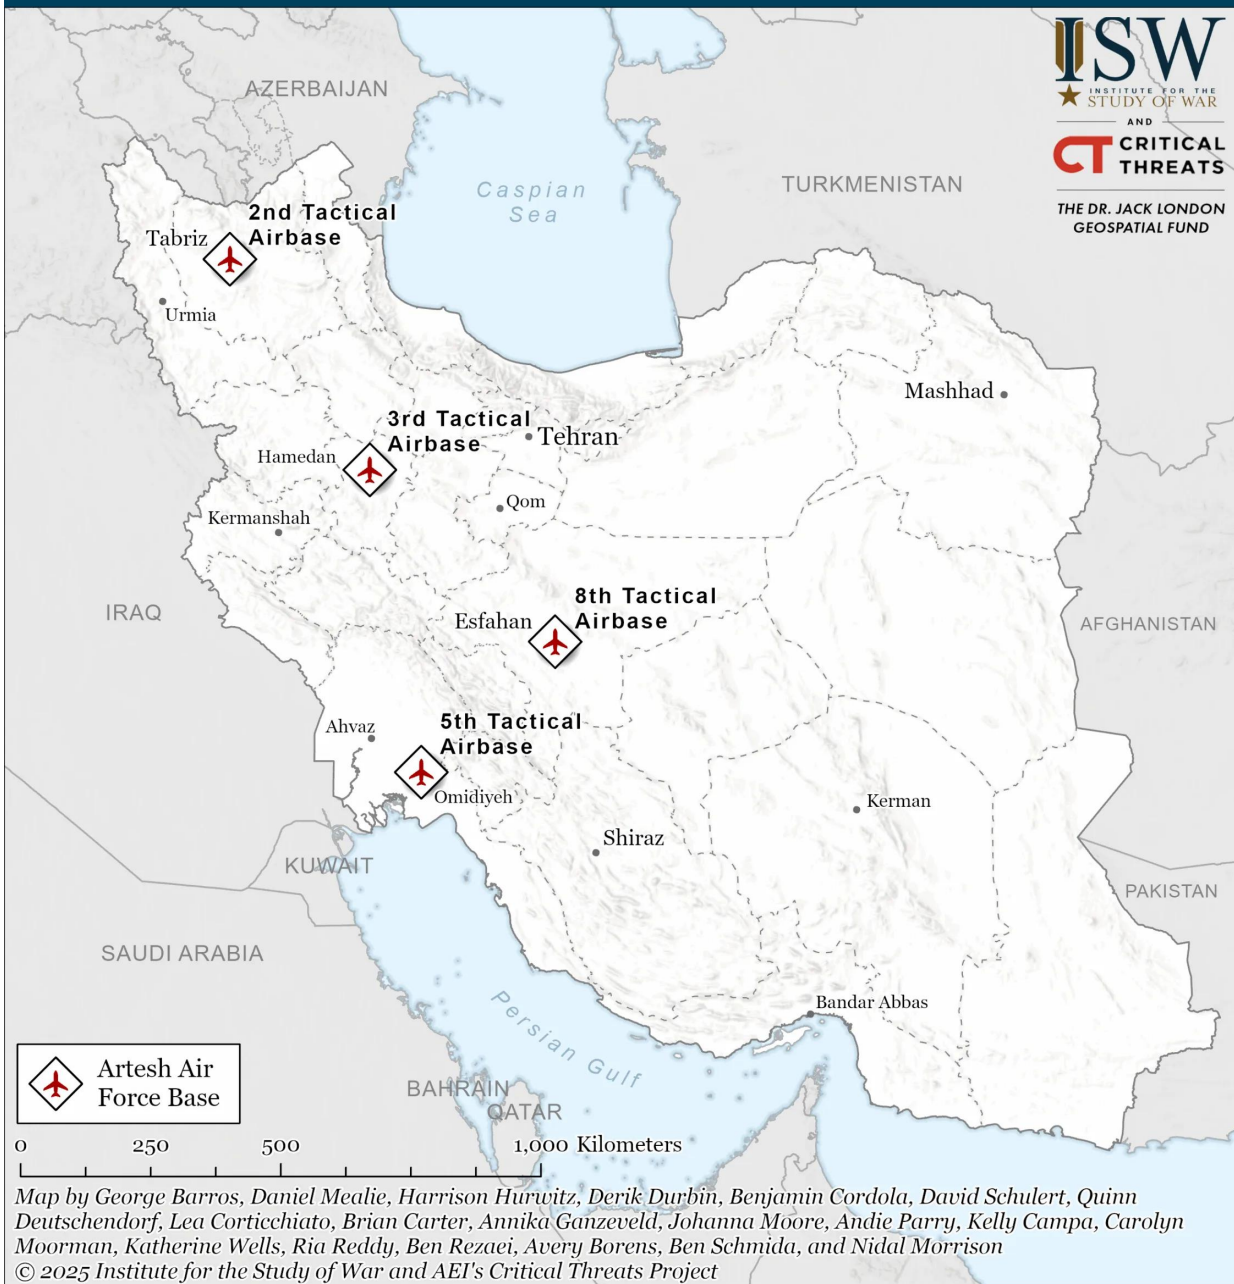 ISW
INSTITUTE FOR THE
STUDY OF WAR
AND
CT CRITICAL
THREATS
THE DR. JACK LONDON
GEOSPATIAL FUND
AZERBAIJAN
Caspian
Sea
TURKMENISTAN
2nd Tactical
Airbase
Tabriz
Urmia
Mashhad
3rd Tactical
Airbase
Tehran
Hamedan
Qom
Kermanshah
8th Tactical
Airbase
IRAQ
Esfahan
AFGHANISTAN
5th Tactical
Airbase
Ahvaz
Omidiyeh
Kerman
Shiraz
KUWAIT
PAKISTAN
SAUDI ARABIA
Bandar Abbas
Persian Gulf
BAHRAIN
QATAR
Artesh Air
Force Base
0 250 500 1,000 Kilometers
Map by George Barros, Daniel Mealie, Harrison Hurwitz, Derik Durbin, Benjamin Cordola, David Schulert, Quinn
Deutschendorf, Lea Corticchiato, Brian Carter, Annika Ganzeveld, Johanna Moore, Andie Parry, Kelly Campa, Carolyn
Moorman, Katherine Wells, Ria Reddy, Ben Rezaei, Avery Borens, Ben Schmida, and Nidal Morrison
© 2025 Institute for the Study of War and AEI's Critical Threats Project